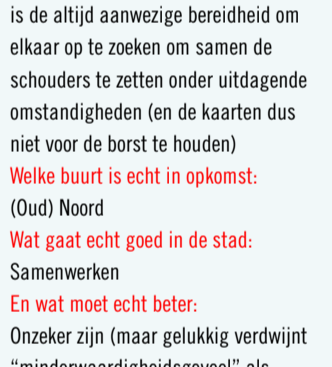 is de altijd aanwezige bereidheid om
elkaar op te zoeken om samen de
schouders te zetten onder uitdagende
omstandigheden (en de kaarten dus
niet voor de borst te houden)
Welke buurt is echt in opkomst:
(Oud) Noord
Wat gaat echt goed in de stad:
Samenwerken
En wat moet echt beter:
Onzeker zijn (maar gelukkig verdwijnt
“minderwaardigheidsgevoel” als